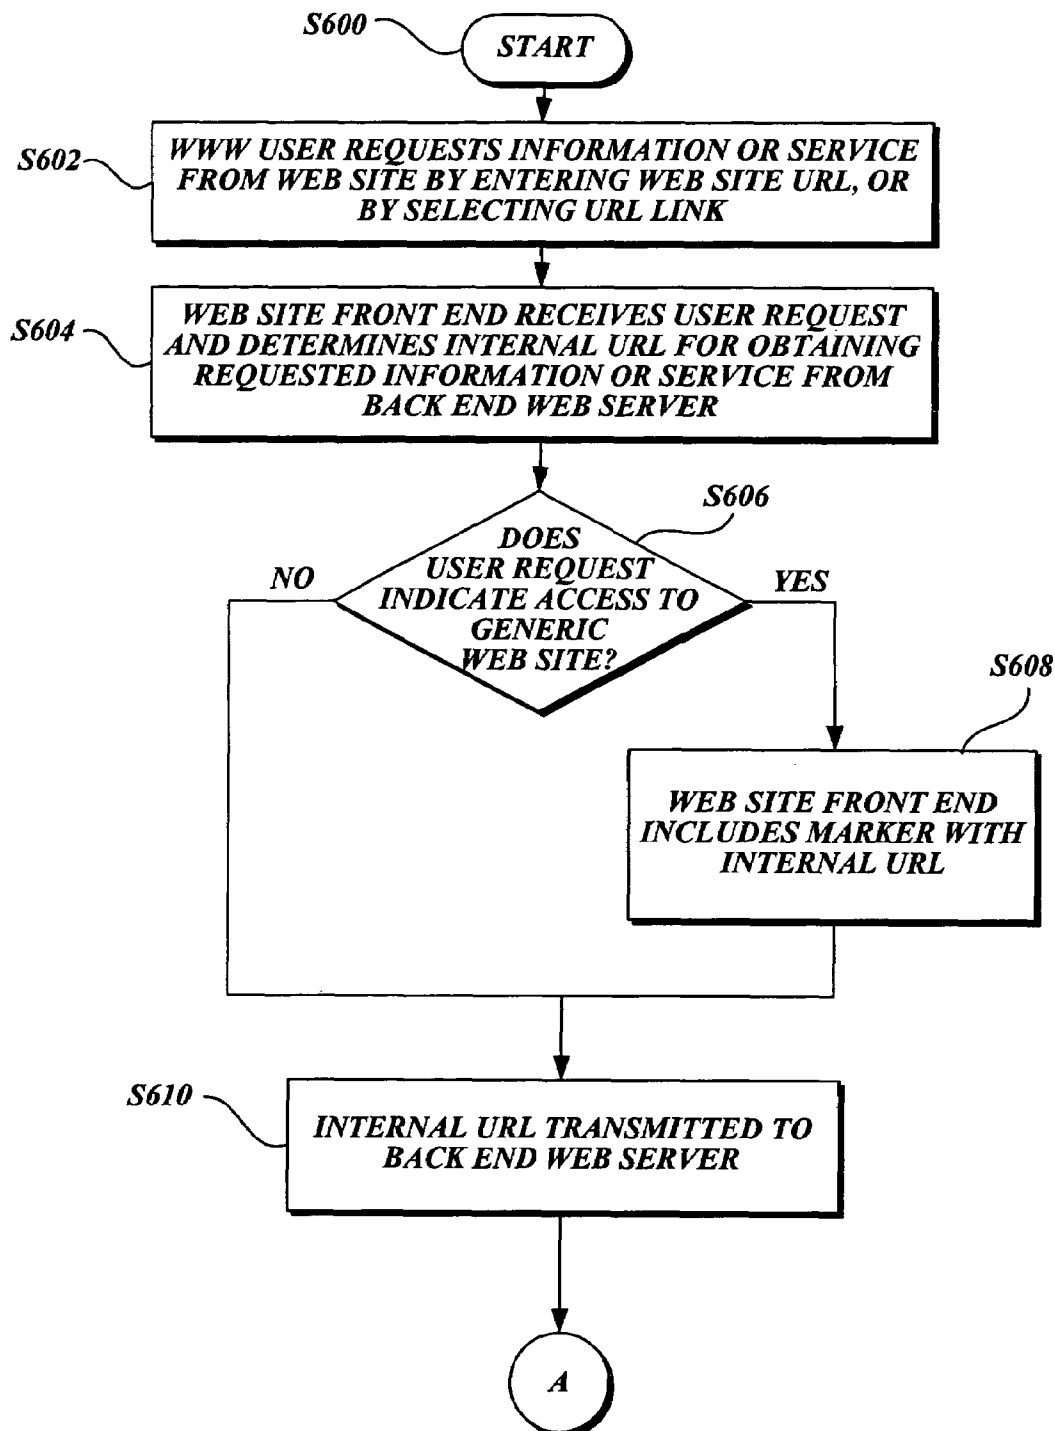 S600
START
S602
WWW USER REQUESTS INFORMATION OR SERVICE
FROM WEB SITE BY ENTERING WEB SITE URL, OR
BY SELECTING URL LINK
S604
WEB SITE FRONT END RECEIVES USER REQUEST
AND DETERMINES INTERNAL URL FOR OBTAINING
REQUESTED INFORMATION OR SERVICE FROM
BACK END WEB SERVER
S606
DOES
USER REQUEST
INDICATE ACCESS TO
GENERIC
WEB SITE?
NO
YES
S608
WEB SITE FRONT END
INCLUDES MARKER WITH
INTERNAL URL
S610
INTERNAL URL TRANSMITTED TO
BACK END WEB SERVER
A